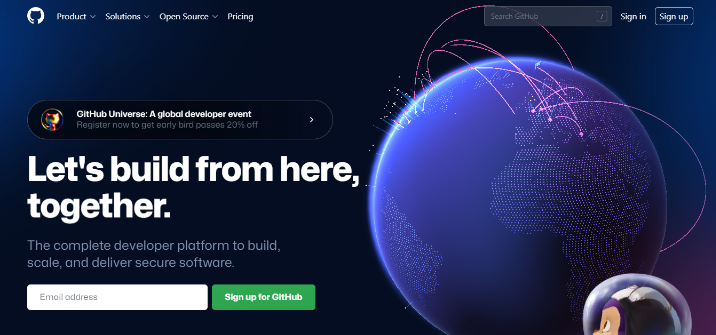 Product Solutions Open Source Pricing Search GitHub / Sign in Sign up
GitHub Universe: A global developer event
Register now to get early bird passes 20% off
Let's build from here,
together.
The complete developer platform to build,
scale, and deliver secure software.
Email address Sign up for GitHub